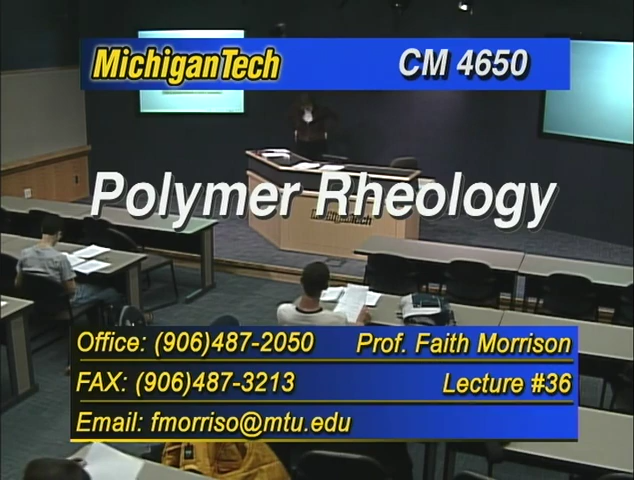 MichiganTech CM 4650
Polymer Rheology
MichiganTech
Office: (906)487-2050 Prof. Faith Morrison
FAX: (906)487-3213 Lecture #36
Email: fmorriso@mtu.edu